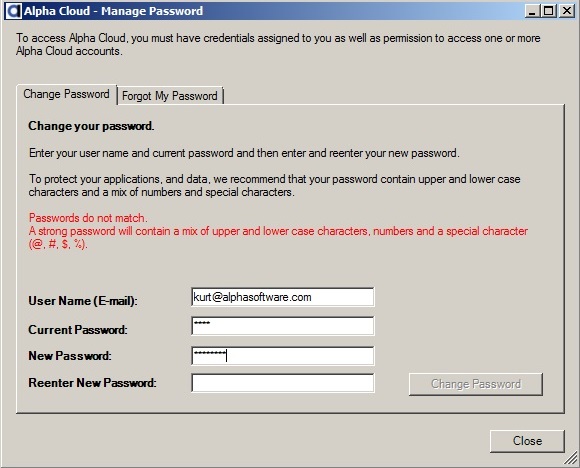 Alpha Cloud - Manage Password
To access Alpha Cloud, you must have credentials assigned to you as well as permission to access one or more
Alpha Cloud accounts.
Change Password
Forgot My Password
Change your password.
Enter your user name and current password and then enter and reenter your new password.
To protect your applications, and data, we recommend that your password contain upper and lower case
characters and a mix of numbers and special characters.
Passwords do not match.
A strong password will contain a mix of upper and lower case characters, numbers and a special character
(@, #, $, %).
User Name (E-mail): kurt@alphasoftware.com
Current Password: ****
New Password: ********
Reenter New Password:
Change Password
Close